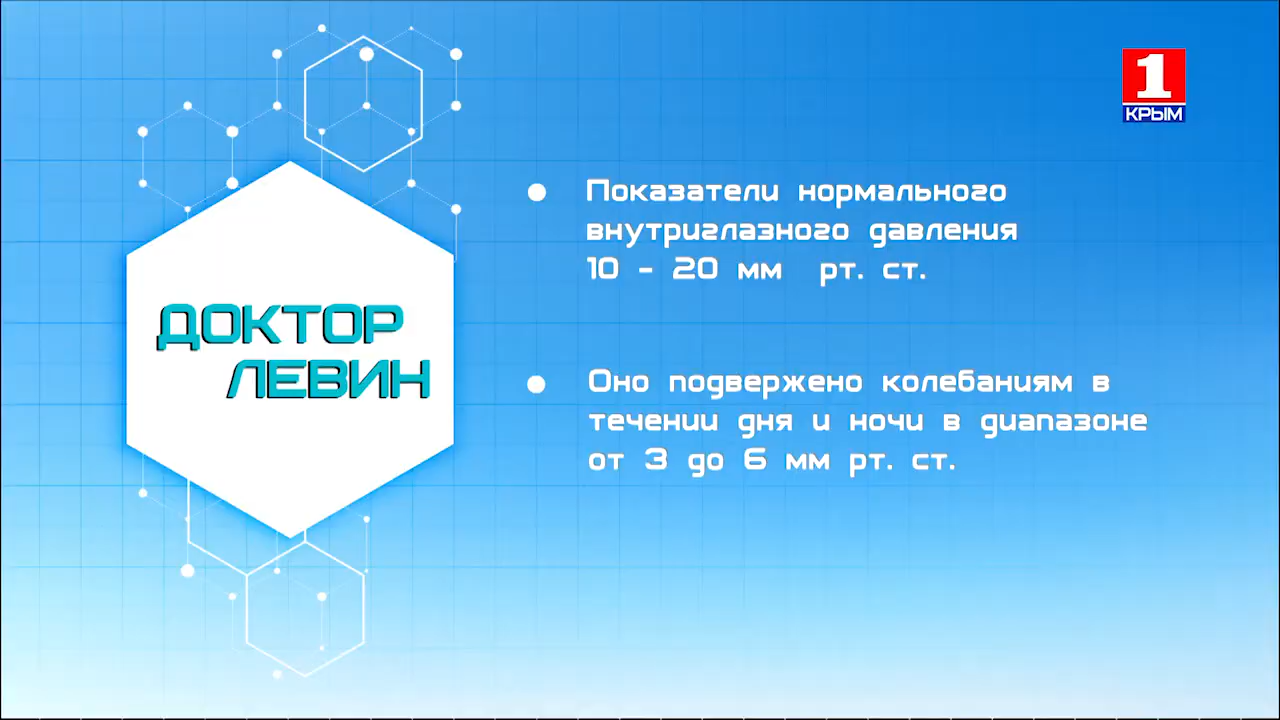 1
КРЫМ
ДОКТОР
ЛЕВИН
Показатели нормального
внутриглазного давления
10 - 20 мм рт. ст.
Оно подвержено колебаниям в
течении дня и ночи в диапазоне
от 3 до 6 мм рт. ст.